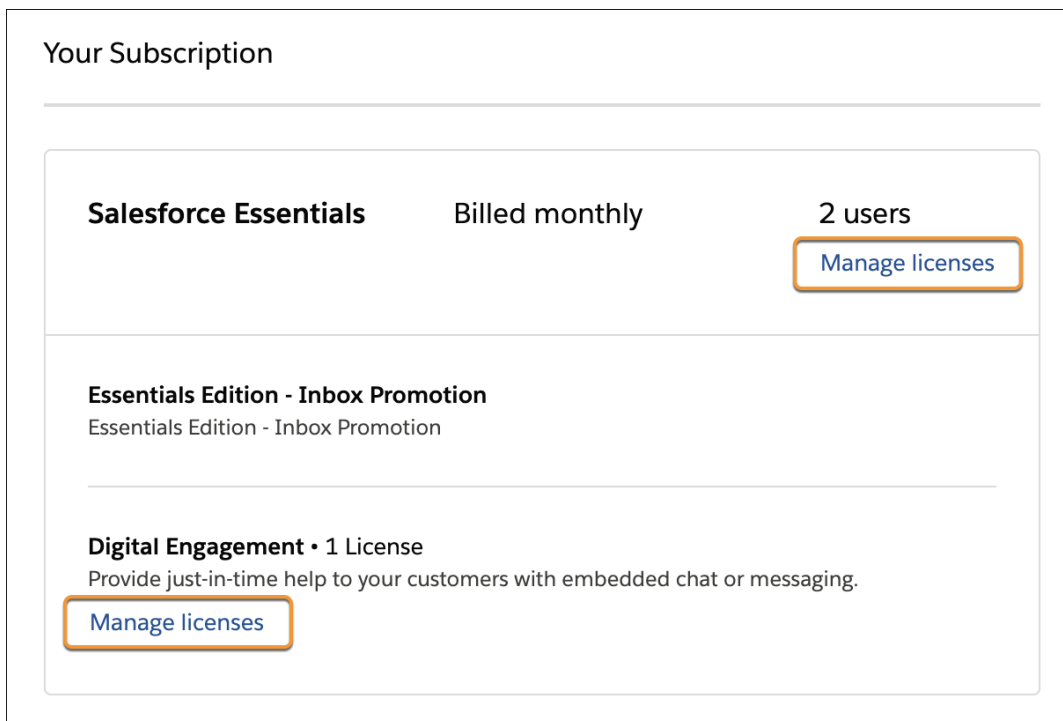 Your Subscription
Salesforce Essentials Billed monthly 2 users
Manage licenses
Essentials Edition - Inbox Promotion
Essentials Edition - Inbox Promotion
Digital Engagement • 1 License
Provide just-in-time help to your customers with embedded chat or messaging.
Manage licenses